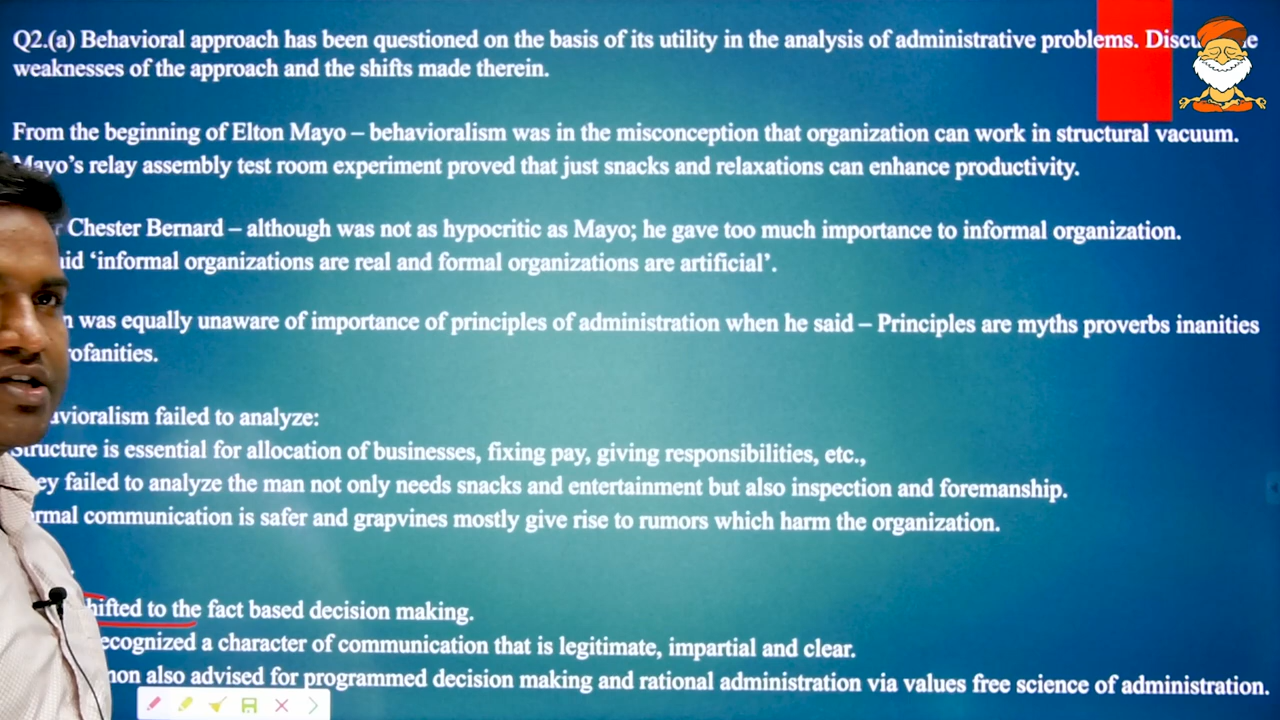 Q2.(a) Behavioral approach has been questioned on the basis of its utility in the analysis of administrative problems.
weaknesses of the approach and the shifts made therein.
From the beginning of Elton Mayo – behavioralism was in the misconception that organization can work in structural vacuum.
Mayo’s relay assembly test room experiment proved that just snacks and relaxations can enhance productivity.
Chester Bernard – although was not as hypocritic as Mayo; he gave too much importance to informal organization.
‘informal organizations are real and formal organizations are artificial’.
was equally unaware of importance of principles of administration when he said – Principles are myths proverbs inanities
failed to analyze:
Structure is essential for allocation of businesses, fixing pay, giving responsibilities, etc.,
failed to analyze the man not only needs snacks and entertainment but also inspection and foremanship.
communication is safer and grapvines mostly give rise to rumors which harm the organization.
to the fact based decision making.
a character of communication that is legitimate, impartial and clear.
also advised for programmed decision making and rational administration via values free science of administration.